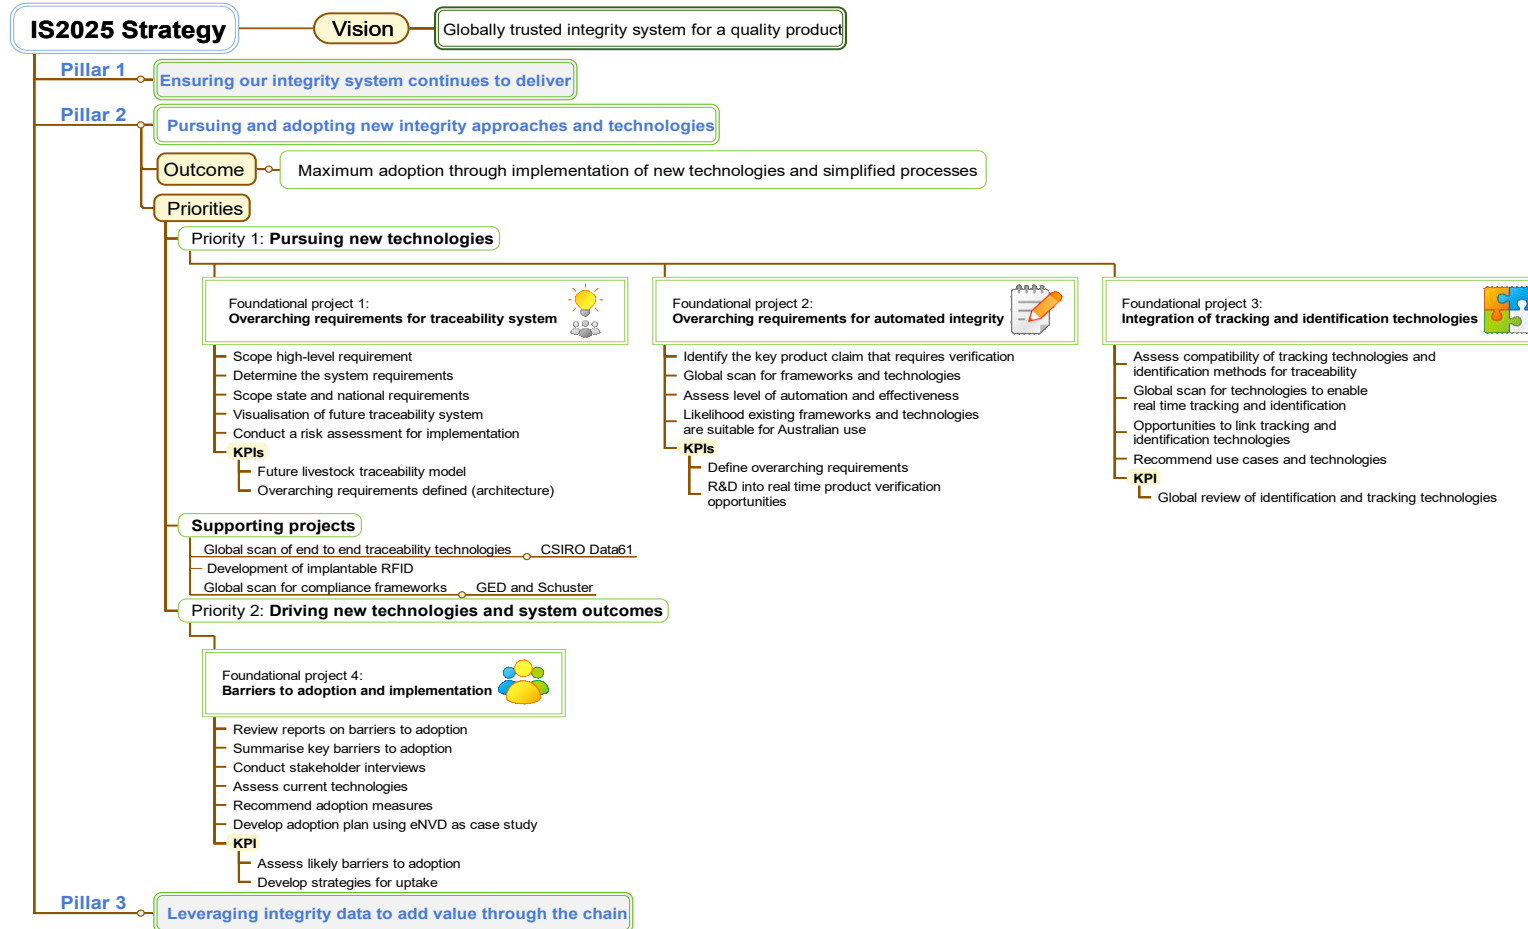 IS2025 Strategy
Vision
Globally trusted integrity system for a quality product
Pillar 1
Ensuring our integrity system continues to deliver
Pillar 2
Pursuing and adopting new integrity approaches and technologies
Outcome
Maximum adoption through implementation of new technologies and simplified processes
Priorities
Priority 1: Pursuing new technologies
Foundational project 1:
Overarching requirements for traceability system
Scope high-level requirement
Determine the system requirements
Scope state and national requirements
Visualisation of future traceability system
Conduct a risk assessment for implementation
KPIs
Future livestock traceability model
Overarching requirements defined (architecture)
Foundational project 2:
Overarching requirements for automated integrity
Identify the key product claim that requires verification
Global scan for frameworks and technologies
Assess level of automation and effectiveness
Likelihood existing frameworks and technologies
are suitable for Australian use
KPIs
Define overarching requirements
R&D into real time product verification
opportunities
Foundational project 3:
Integration of tracking and identification technologies
Assess compatibility of tracking technologies and
identification methods for traceability
Global scan for technologies to enable
real time tracking and identification
Opportunities to link tracking and
identification technologies
Recommend use cases and technologies
KPI
Global review of identification and tracking technologies
Supporting projects
Global scan of end to end traceability technologies
CSIRO Data61
Development of implantable RFID
Global scan for compliance frameworks
GED and Schuster
Priority 2: Driving new technologies and system outcomes
Foundational project 4:
Barriers to adoption and implementation
Review reports on barriers to adoption
Summarise key barriers to adoption
Conduct stakeholder interviews
Assess current technologies
Recommend adoption measures
Develop adoption plan using eNVD as case study
KPI
Assess likely barriers to adoption
Develop strategies for uptake
Pillar 3
Leveraging integrity data to add value through the chain